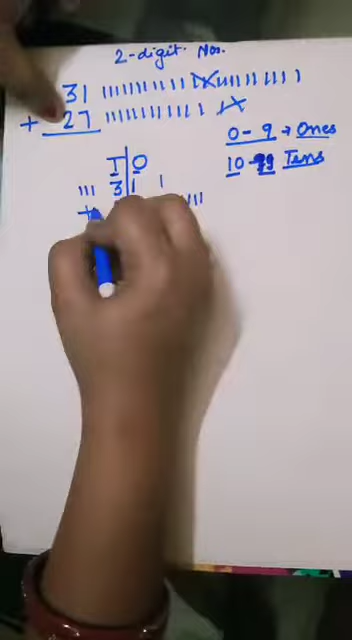 2-digit Nos.
31
+ 27
0 - 9 → Ones
10 - 99 Tens
T O
3 1
+